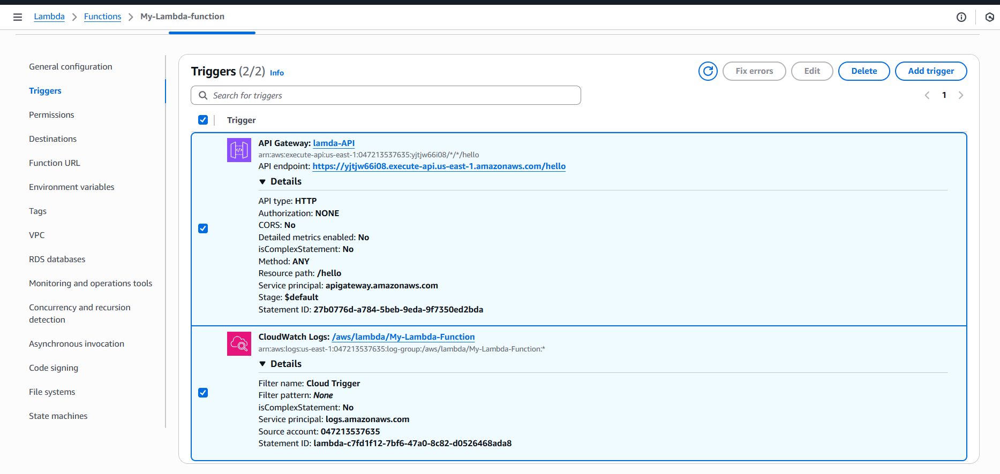 Lambda > Functions > My-Lambda-function
General configuration
Triggers
Permissions
Destinations
Function URL
Environment variables
Tags
VPC
RDS databases
Monitoring and operations tools
Concurrency and recursion
detection
Asynchronous invocation
Code signing
File systems
State machines
Triggers (2/2) Info
Fix errors
Edit
Delete
Add trigger
Search for triggers
1
Trigger
API Gateway: lamda-API
arn:aws:execute-api:us-east-1:047213537635:yjtjw66i08/*/*/hello
API endpoint: https://yjtjw66i08.execute-api.us-east-1.amazonaws.com/hello
Details
API type: HTTP
Authorization: NONE
CORS: No
Detailed metrics enabled: No
isComplexStatement: No
Method: ANY
Resource path: /hello
Service principal: apigateway.amazonaws.com
Stage: $default
Statement ID: 27b0776d-a784-5beb-9eda-9f7350ed2bda
CloudWatch Logs: /aws/lambda/My-Lambda-Function
arn:aws:logs:us-east-1:047213537635:log-group:/aws/lambda/My-Lambda-Function:*
Details
Filter name: Cloud Trigger
Filter pattern: None
isComplexStatement: No
Service principal: logs.amazonaws.com
Source account: 047213537635
Statement ID: lambda-c7fd1f12-7bf6-47a0-8c82-d0526468ada8